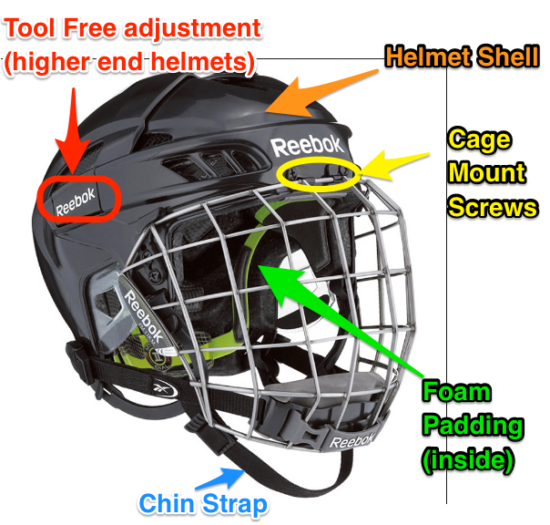 Tool Free adjustment
(higher end helmets)
Helmet Shell
Reebok
Cage
Mount
Screws
Reebok
Reebok
Foam
Padding
(inside)
Reebok
Chin Strap